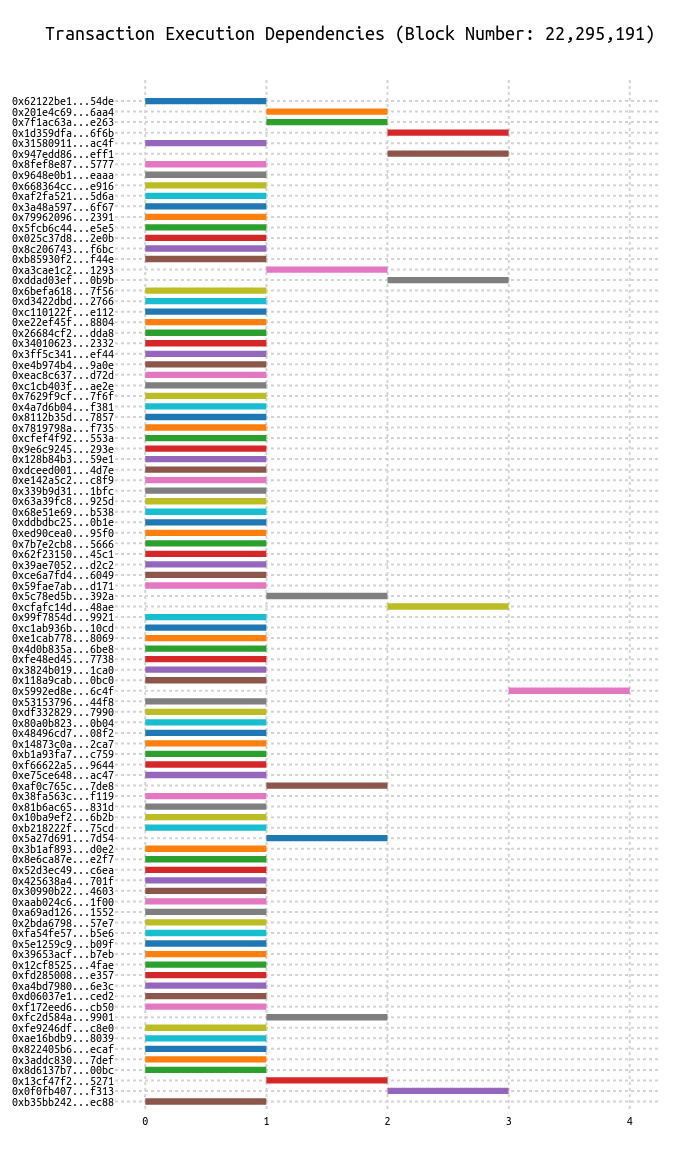 Transaction Execution Dependencies (Block Number: 22,295,191)
0x62122be1...54de
0x201e4c69...6aa4
0x7f1ac63a...e263
0x1d359dfa...6f6b
0x31580911...ac4f
0x947edd86...eff1
0x8fef8e87...5777
0x9648e0b1...eaaa
0x668364cc...e916
0xaf2fa521...5d6a
0x3a48a597...6f67
0x79962096...2391
0x5fcb6c44...e5e5
0x025c37d8...2e0b
0x8c206743...f6bc
0xb85930f2...f44e
0xa3cae1c2...1293
0xddad03ef...0b9b
0x6befa618...7f56
0xd3422dbd...2766
0xc110122f...e112
0xe22ef45f...8804
0x26684cf2...dda8
0x34010623...2332
0x3ff5c341...ef44
0xe4b974b4...9a0e
0xeac8c637...d72d
0xc1cb403f...ae2e
0x7629f9cf...7f6f
0x4a7d6b04...f381
0x8112b35d...7857
0x7819798a...f735
0xcfef4f92...553a
0x9e6c9245...293e
0x128b84b3...59e1
0xdceed001...4d7e
0xe142a5c2...c8f9
0x339b9d31...1bfc
0x63a39fc8...925d
0x68e51e69...b538
0xddbdbc25...0b1e
0xed90cea0...95f0
0x7b7e2cb8...5666
0x62f23150...45c1
0x39ae7052...d2c2
0xce6a7fd4...6049
0x59fae7ab...d171
0x5c78ed5b...392a
0xcfafc14d...48ae
0x99f7854d...9921
0xc1ab936b...10cd
0xe1cab778...8069
0x4d0b835a...6be8
0xfe48ed45...7738
0x3824b019...1ca0
0x118a9cab...0bc0
0x5992ed8e...6c4f
0x53153796...44f8
0xdf332829...7990
0x80a0b823...0b04
0x48496cd7...08f2
0x14873c0a...2ca7
0xb1a93fa7...c759
0xf66622a5...9644
0xe75ce648...ac47
0xaf0c765c...7de8
0x38fa563c...f119
0x81b6ac65...831d
0x10ba9ef2...6b2b
0xb218222f...75cd
0x5a27d691...7d54
0x3b1af893...d0e2
0x8e6ca87e...e2f7
0x52d3ec49...c6ea
0x425638a4...701f
0x30990b22...4603
0xaab024c6...1f00
0xa69ad126...1552
0x2bda6798...57e7
0xfa54fe57...b5e6
0x5e1259c9...b09f
0x39653acf...b7eb
0x12cf8525...4fae
0xfd285008...e357
0xa4bd7980...6e3c
0xd06037e1...ced2
0xf172eed6...cb50
0xfc2d584a...9901
0xfe9246df...c8e0
0xae16bdb9...8039
0x822405b6...ecaf
0x3addc830...7def
0x8d6137b7...00bc
0x13cf47f2...5271
0x0f0fb407...f313
0xb35bb242...ec88
0 1 2 3 4